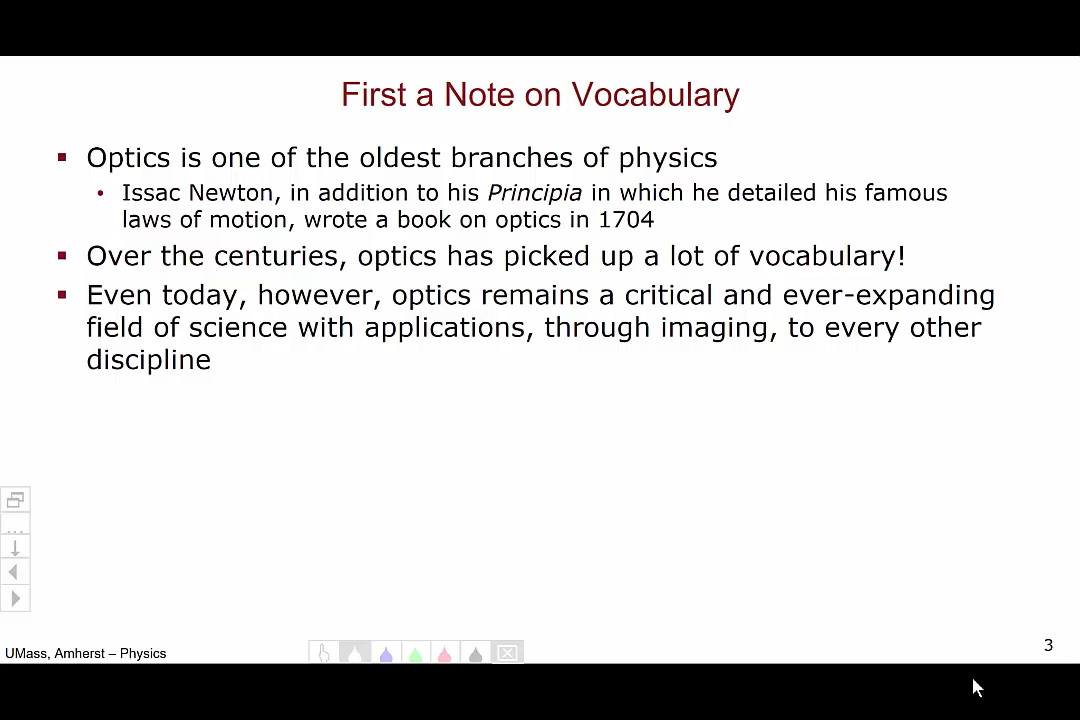 First a Note on Vocabulary
▪ Optics is one of the oldest branches of physics
• Issac Newton, in addition to his Principia in which he detailed his famous
laws of motion, wrote a book on optics in 1704
▪ Over the centuries, optics has picked up a lot of vocabulary!
▪ Even today, however, optics remains a critical and ever-expanding
field of science with applications, through imaging, to every other
discipline
UMass, Amherst – Physics
3